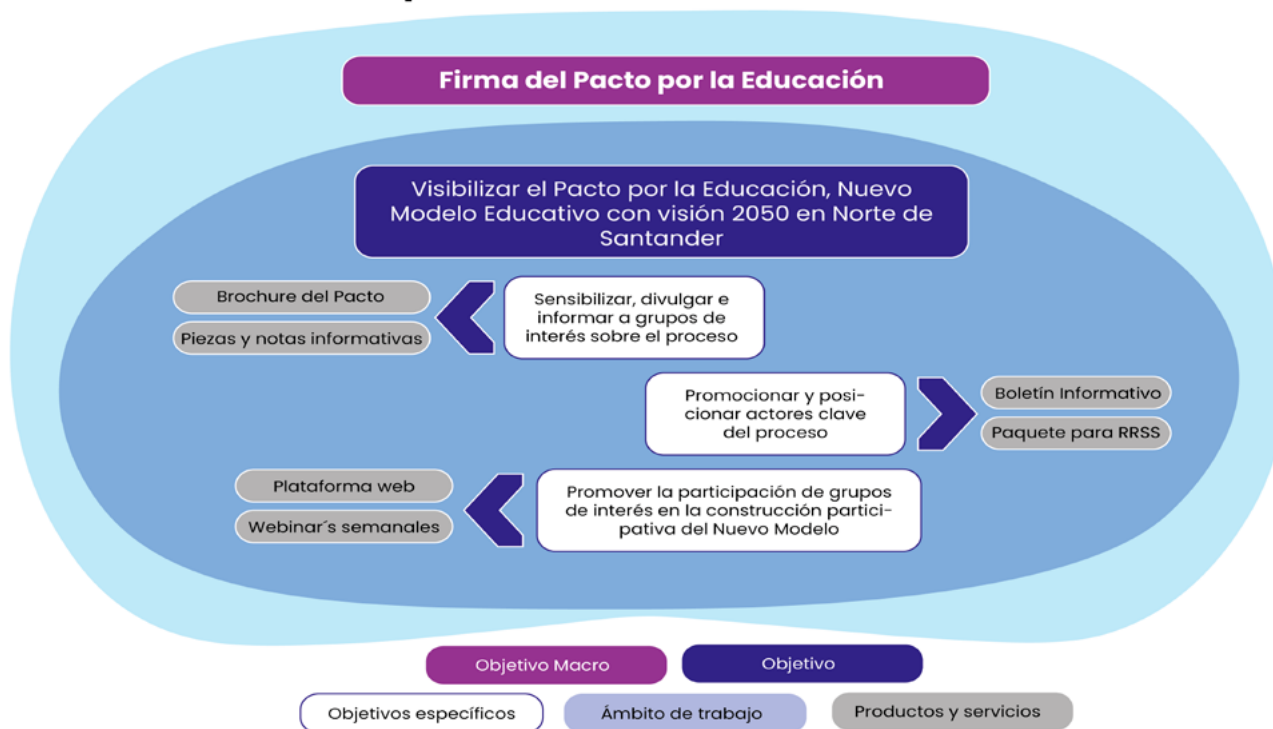 Firma del Pacto por la Educación
Visibilizar el Pacto por la Educación, Nuevo
Modelo Educativo con visión 2050 en Norte de
Santander
Brochure del Pacto
Piezas y notas informativas
Sensibilizar, divulgar e
informar a grupos de
interés sobre el proceso
Promocionar y posi-
cionar actores clave
del proceso
Boletín Informativo
Paquete para RRSS
Plataforma web
Webinar´s semanales
Promover la participación de grupos
de interés en la construcción partici-
pativa del Nuevo Modelo
Objetivo Macro
Objetivo
Objetivos específicos
Ámbito de trabajo
Productos y servicios